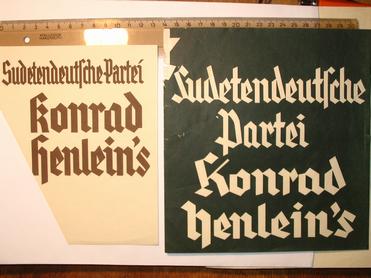 Sudetendeutsche-Partei
Konrad
Henlein's
Sudetendeutsche
Partei
Konrad
Henlein's